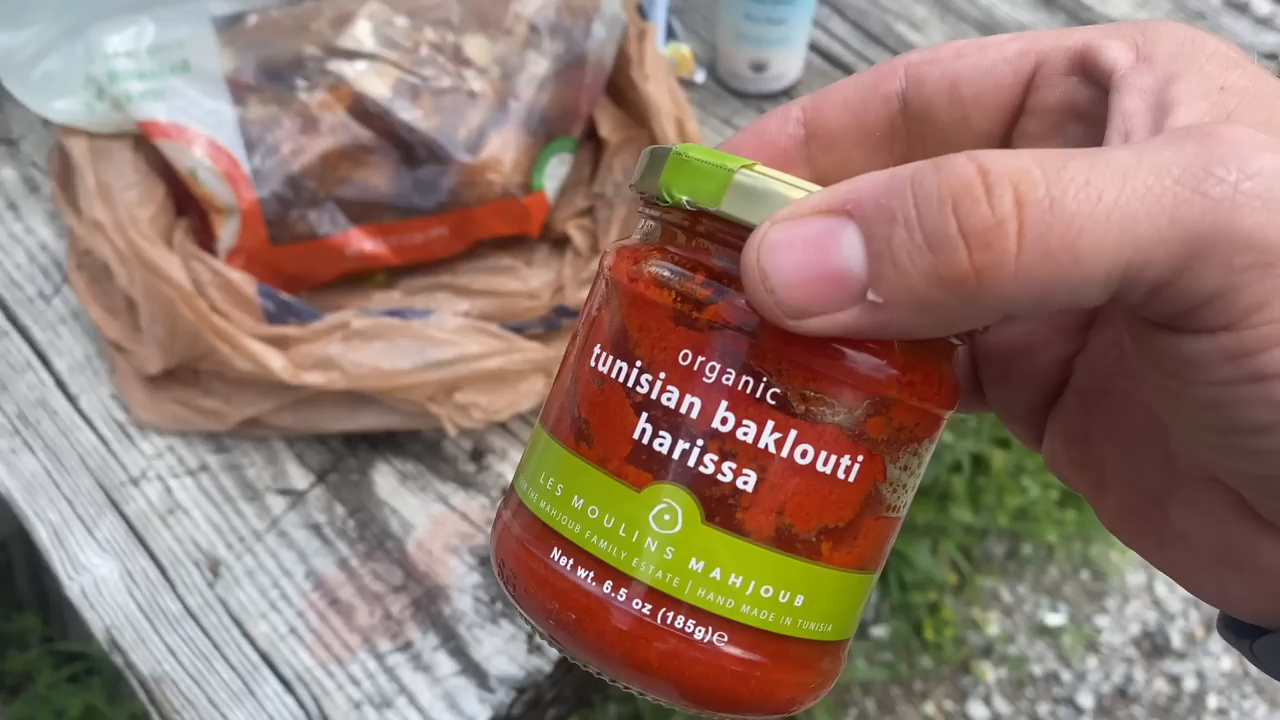 organic
tunisian baklouti
harissa
LES MOULINS MAHJOUB
FROM THE MAHJOUB FAMILY ESTATE | HAND MADE IN TUNISIA
Net wt. 6.5 oz (185g)℮